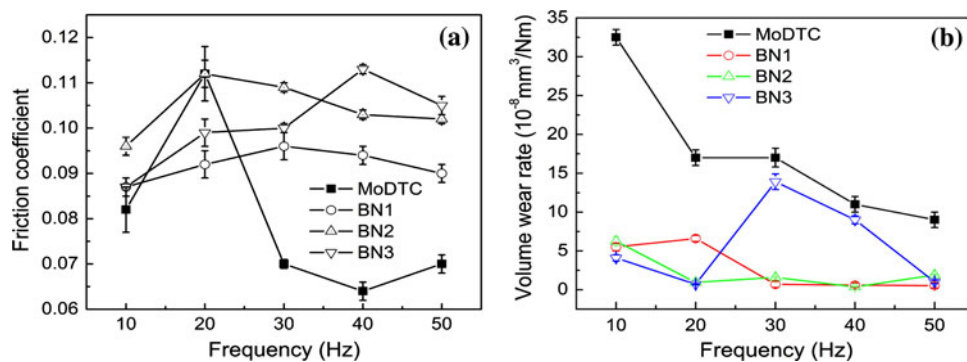 (a)
Friction coefficient
0.12
0.11
0.10
0.09
0.08
0.07
0.06
MoDTC
BN1
BN2
BN3
10 20 30 40 50
Frequency (Hz)
(b)
Volume wear rate (10⁻⁸mm³/Nm)
35
30
25
20
15
10
5
0
MoDTC
BN1
BN2
BN3
10 20 30 40 50
Frequency (Hz)